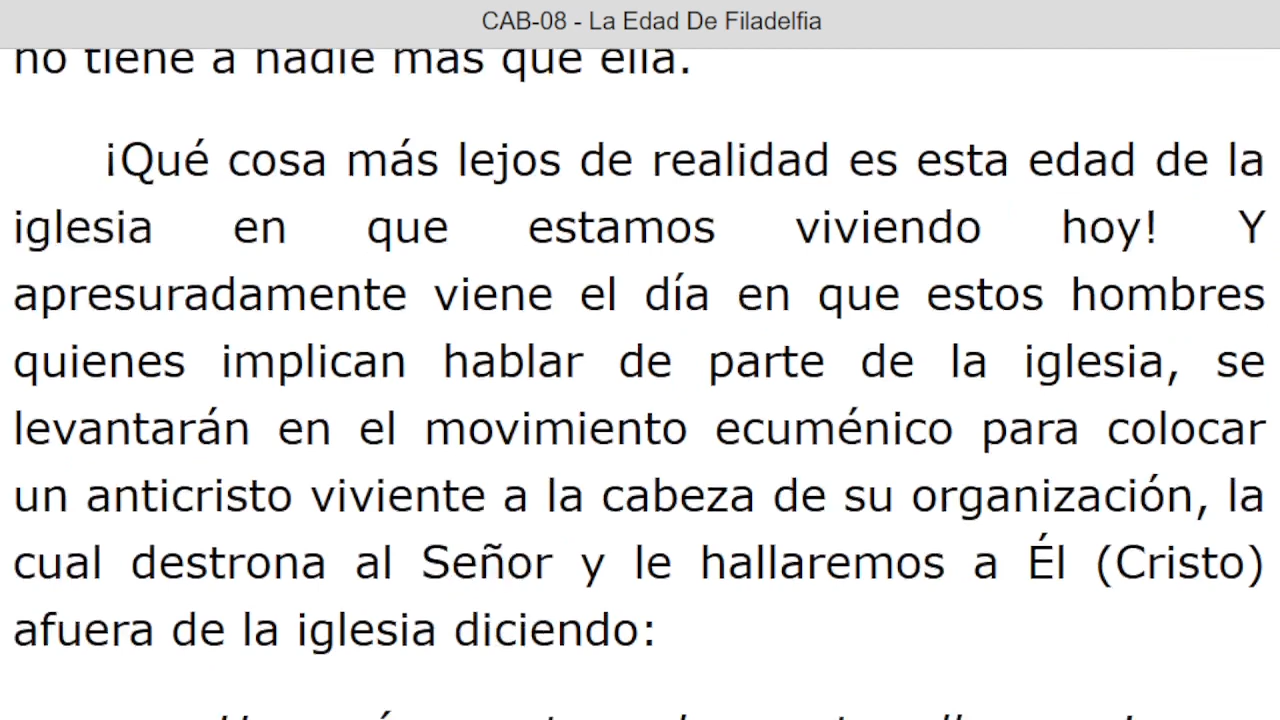 CAB-08 - La Edad De Filadelfia
no tiene a nadie más que ella.
¡Qué cosa más lejos de realidad es esta edad de la
iglesia en que estamos viviendo hoy! Y
apresuradamente viene el día en que estos hombres
quienes implican hablar de parte de la iglesia, se
levantarán en el movimiento ecuménico para colocar
un anticristo viviente a la cabeza de su organización, la
cual destrona al Señor y le hallaremos a Él (Cristo)
afuera de la iglesia diciendo: